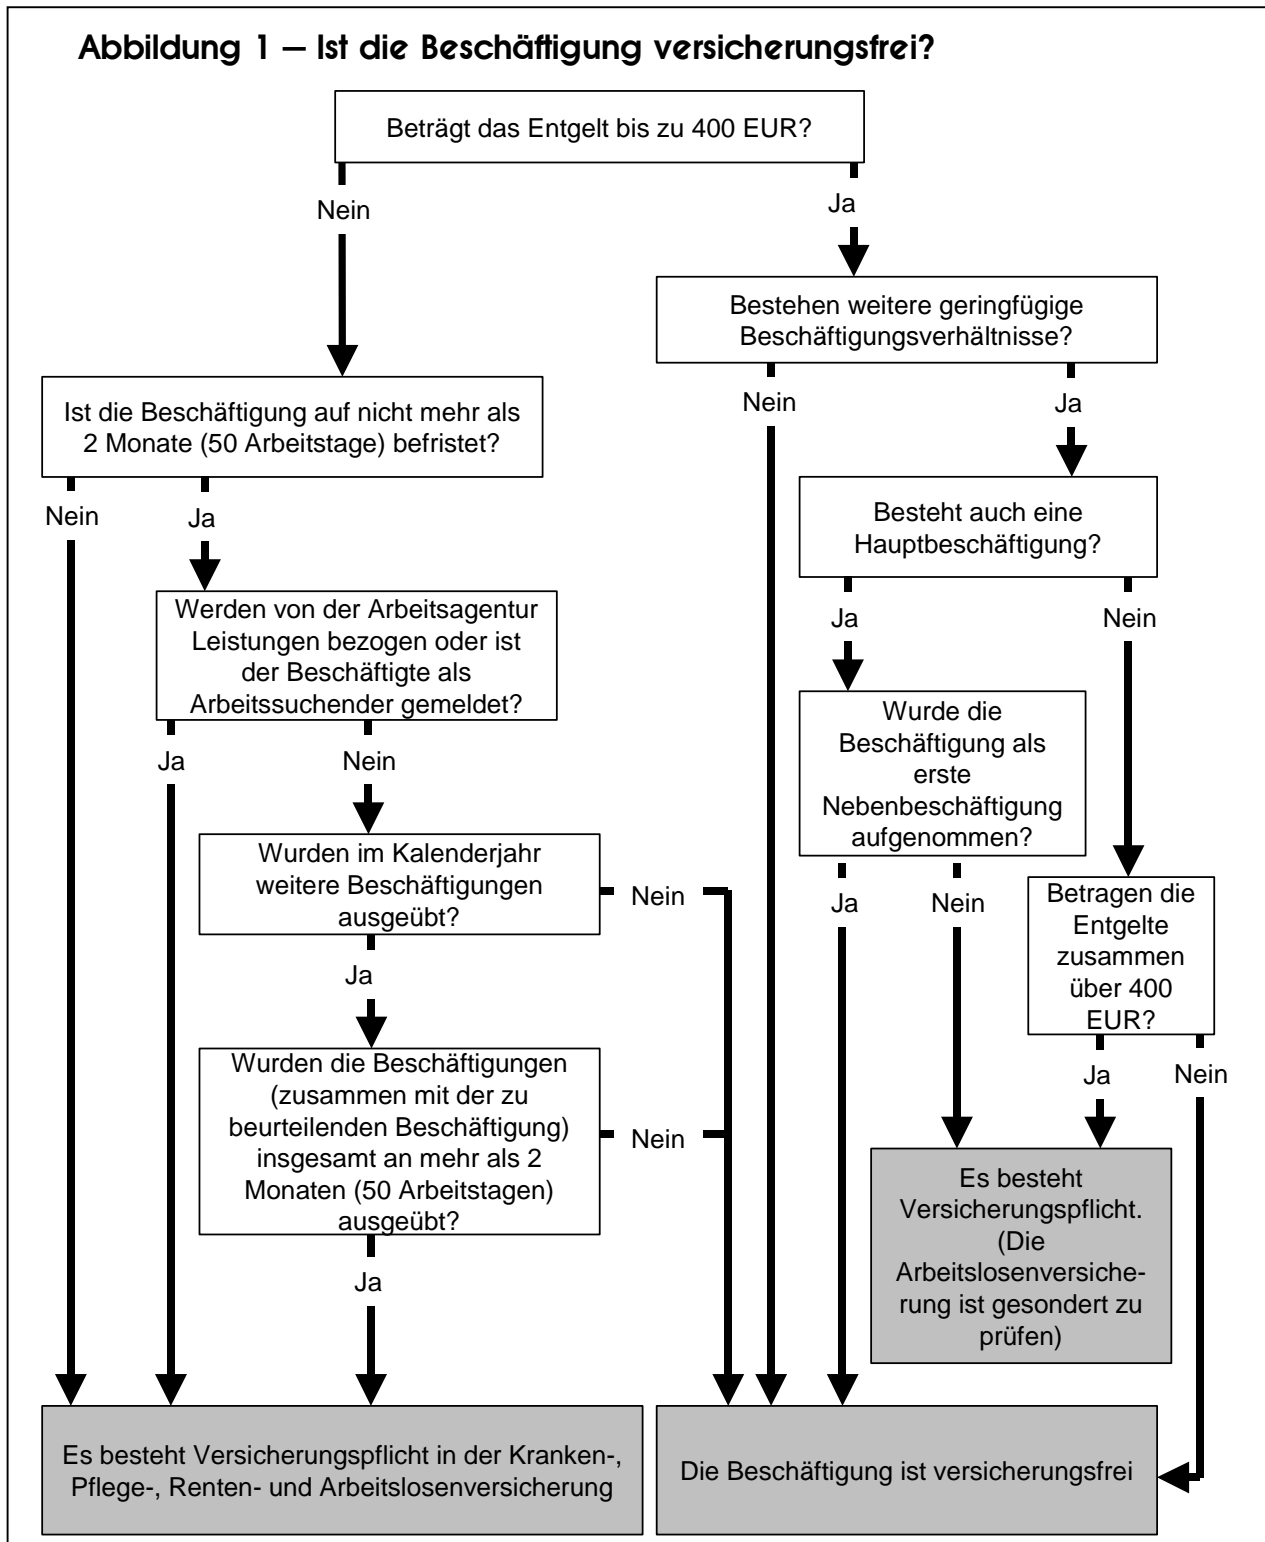 Abbildung 1 – Ist die Beschäftigung versicherungsfrei?
Beträgt das Entgelt bis zu 400 EUR?
Nein
Ja
Bestehen weitere geringfügige
Beschäftigungsverhältnisse?
Ist die Beschäftigung auf nicht mehr als
2 Monate (50 Arbeitstage) befristet?
Nein
Ja
Nein
Ja
Besteht auch eine
Hauptbeschäftigung?
Werden von der Arbeitsagentur
Leistungen bezogen oder ist
der Beschäftigte als
Arbeitssuchender gemeldet?
Ja
Nein
Wurde die
Beschäftigung als
erste
Nebenbeschäftigung
aufgenommen?
Ja
Nein
Wurden im Kalenderjahr
weitere Beschäftigungen
ausgeübt?
Nein
Ja
Nein
Betragen die
Entgelte
zusammen
über 400
EUR?
Ja
Wurden die Beschäftigungen
(zusammen mit der zu
beurteilenden Beschäftigung)
insgesamt an mehr als 2
Monaten (50 Arbeitstagen)
ausgeübt?
Nein
Ja
Nein
Es besteht
Versicherungspflicht.
(Die
Arbeitslosenversiche-
rung ist gesondert zu
prüfen)
Ja
Es besteht Versicherungspflicht in der Kranken-,
Pflege-, Renten- und Arbeitslosenversicherung
Die Beschäftigung ist versicherungsfrei